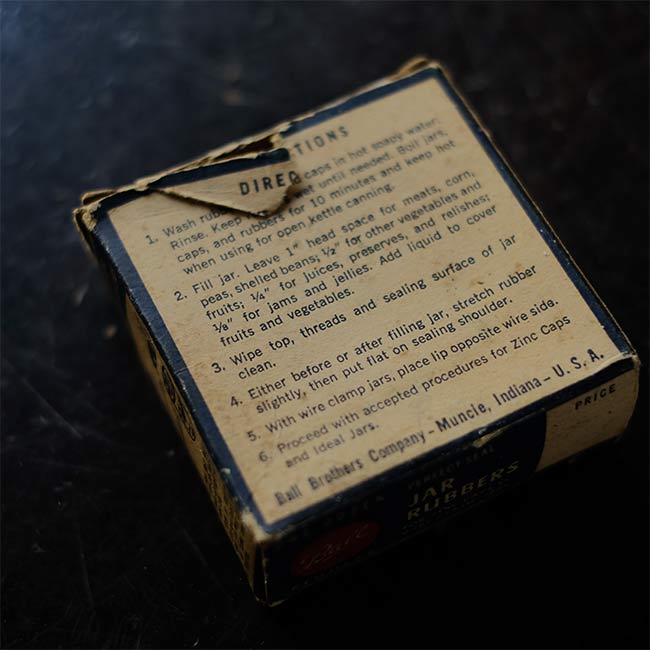 DIRECTIONS
1. Wash rub caps in hot soapy water.
Rinse. Keep wet until needed. Boil jars,
caps, and rubbers for 10 minutes and keep hot
when using for open kettle canning.
2. Fill jar. Leave 1" head space for meats, corn,
peas, shelled beans; ½" for other vegetables and
fruits; ¼" for juices, preserves, and relishes;
⅛" for jams and jellies. Add liquid to cover
fruits and vegetables.
3. Wipe top, threads and sealing surface of jar
clean.
4. Either before or after filling jar, stretch rubber
slightly, then put flat on sealing shoulder.
5. With wire clamp jars, place lip opposite wire side.
6. Proceed with accepted procedures for Zinc Caps
and Ideal Jars.
Ball Brothers Company – Muncie, Indiana – U. S. A.
PRICE
PERFECT SEAL
JAR
RUBBERS
Ball